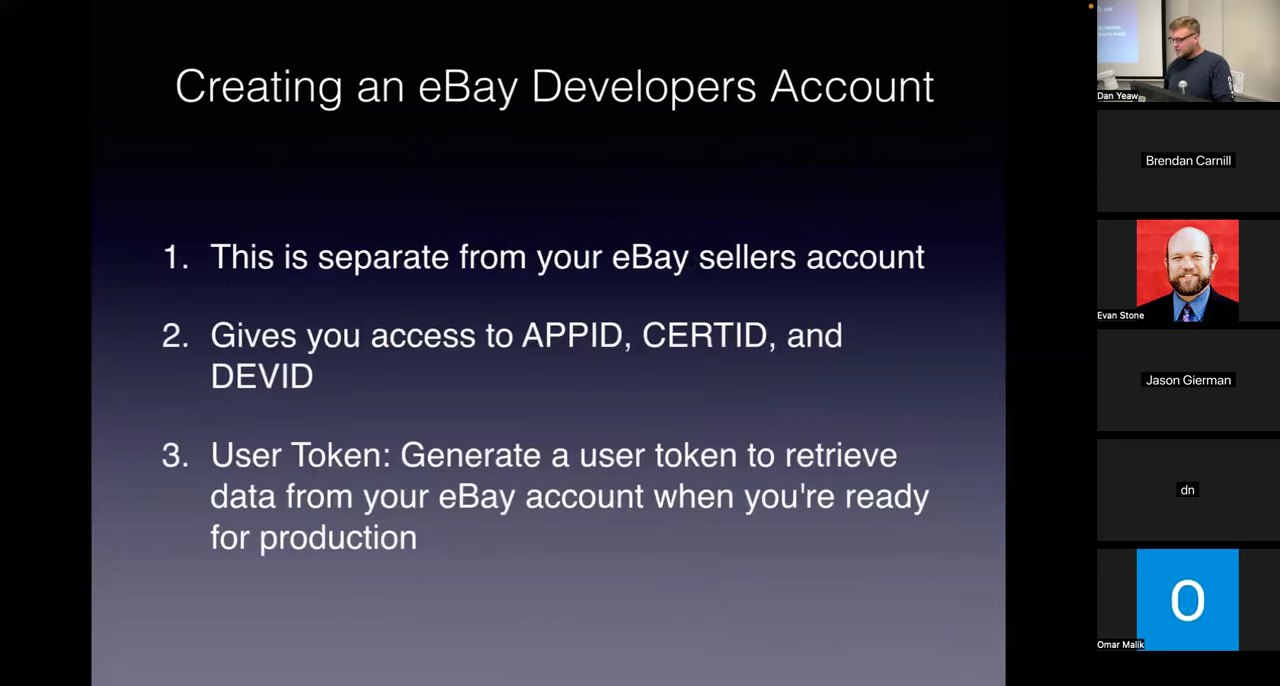 Creating an eBay Developers Account
1. This is separate from your eBay sellers account
2. Gives you access to APPID, CERTID, and
DEVID
3. User Token: Generate a user token to retrieve
data from your eBay account when you're ready
for production
Dan Yeaw
Brendan Carnill
Evan Stone
Jason Gierman
dn
O
Omar Malik